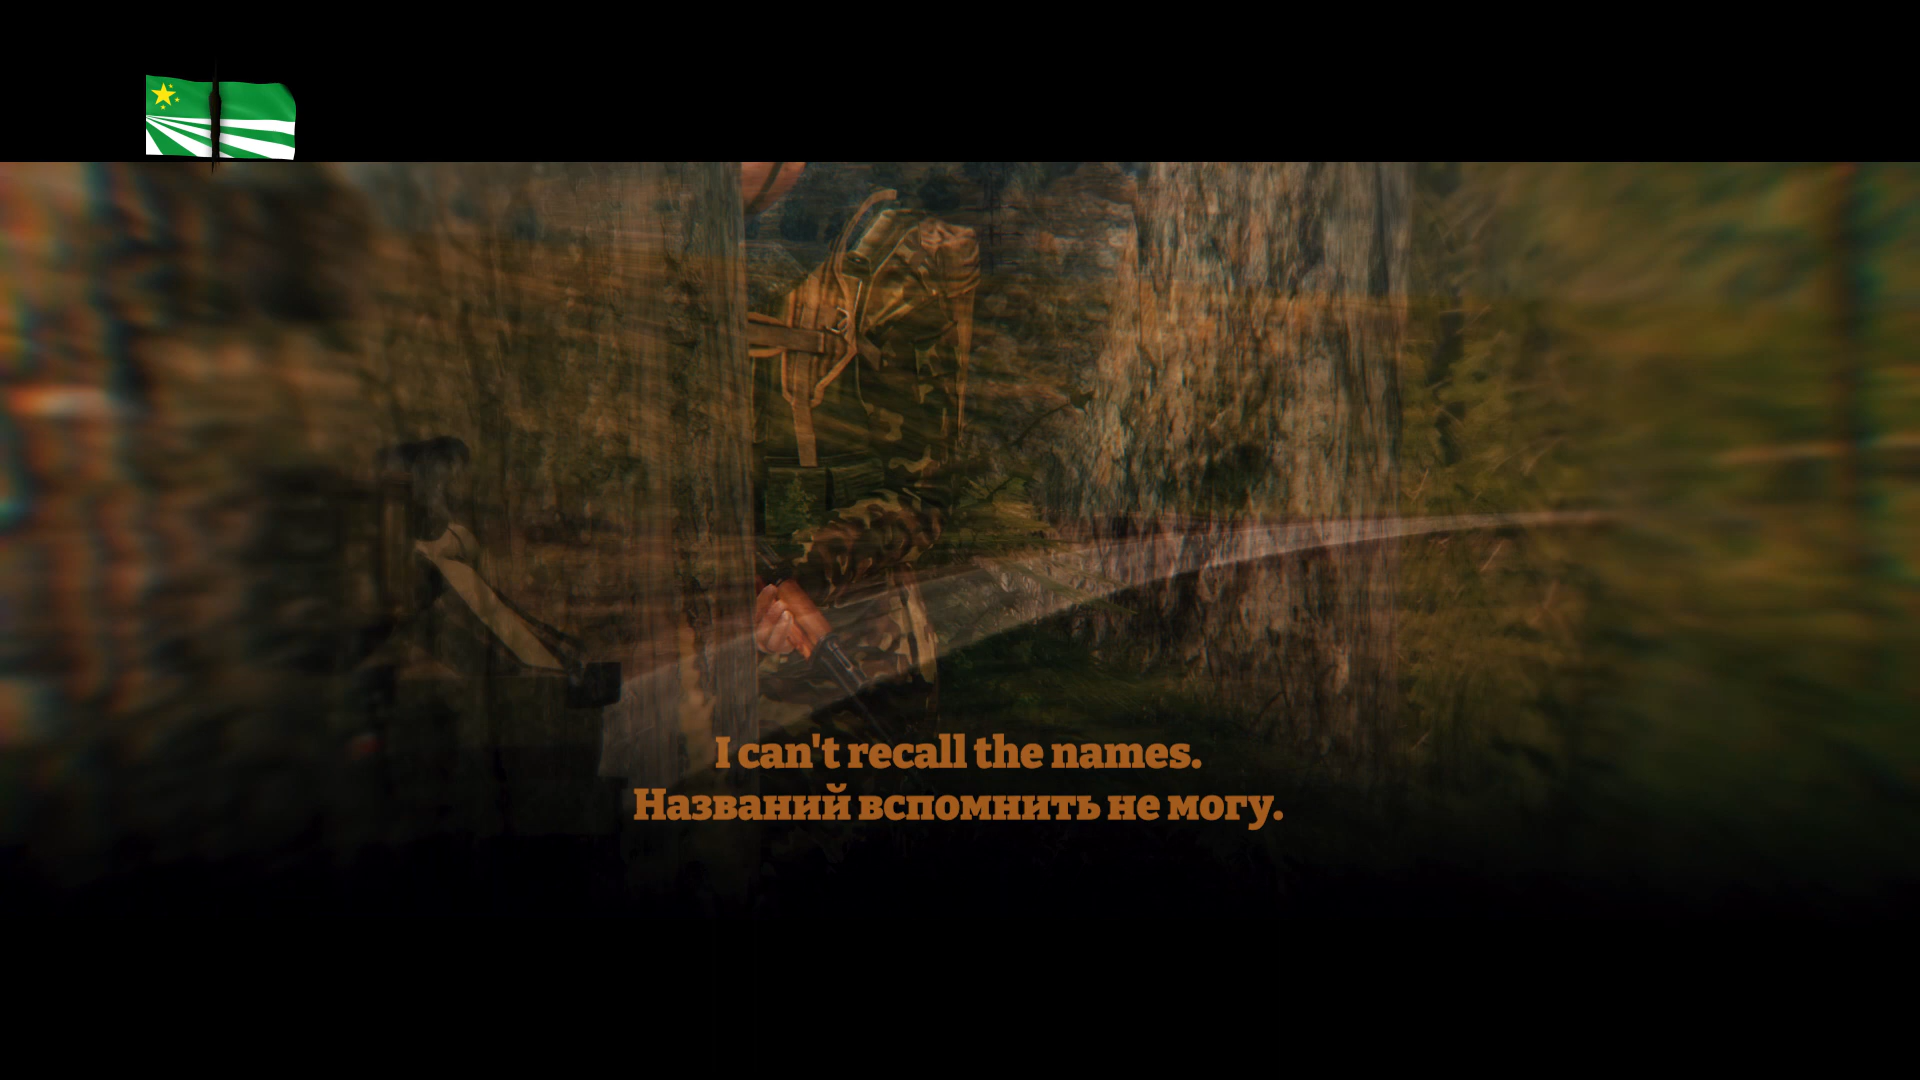 I can't recall the names.
Названий вспомнить не могу.